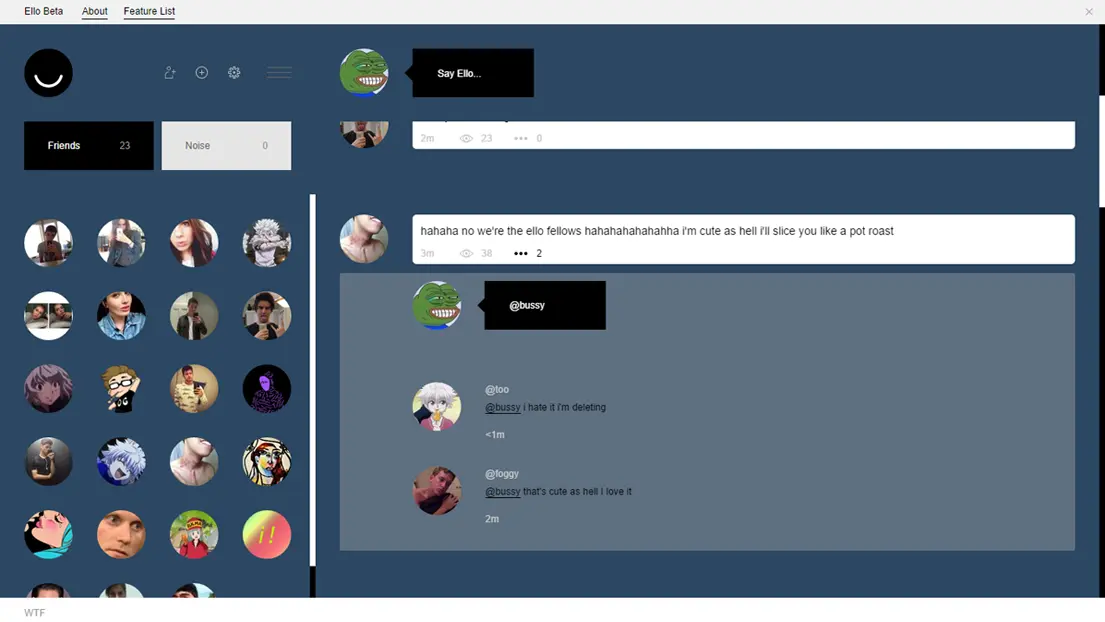 Ello Beta About Feature List
Say Ello...
Friends 23 Noise 0
2m 23 0
hahaha no we're the ello fellows hahahahahahahha i'm cute as hell i'll slice you like a pot roast
3m 38 2
@bussy
@too
@bussy i hate it i'm deleting
<1m
@foggy
@bussy that's cute as hell I love it
2m
WTF